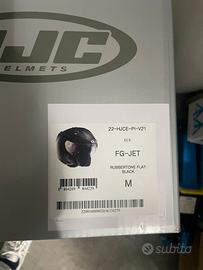 HJC
HELMETS
22-HJCE-PI-V21
FG-JET
RUBBERTONE FLAT
BLACK
M
subito